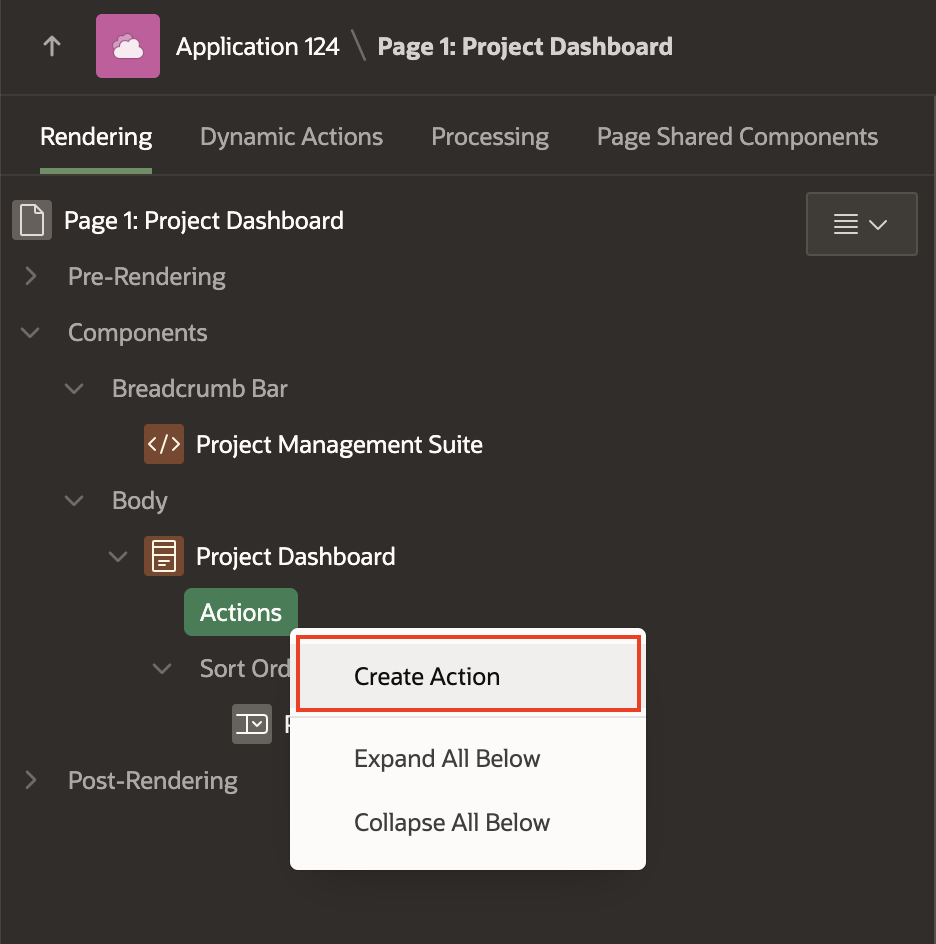 Application 124 \ Page 1: Project Dashboard
Rendering Dynamic Actions Processing Page Shared Components
Page 1: Project Dashboard
Pre-Rendering
Components
Breadcrumb Bar
</> Project Management Suite
Body
Project Dashboard
Actions
Create Action
Sort Ord
Expand All Below
Post-Rendering
Collapse All Below